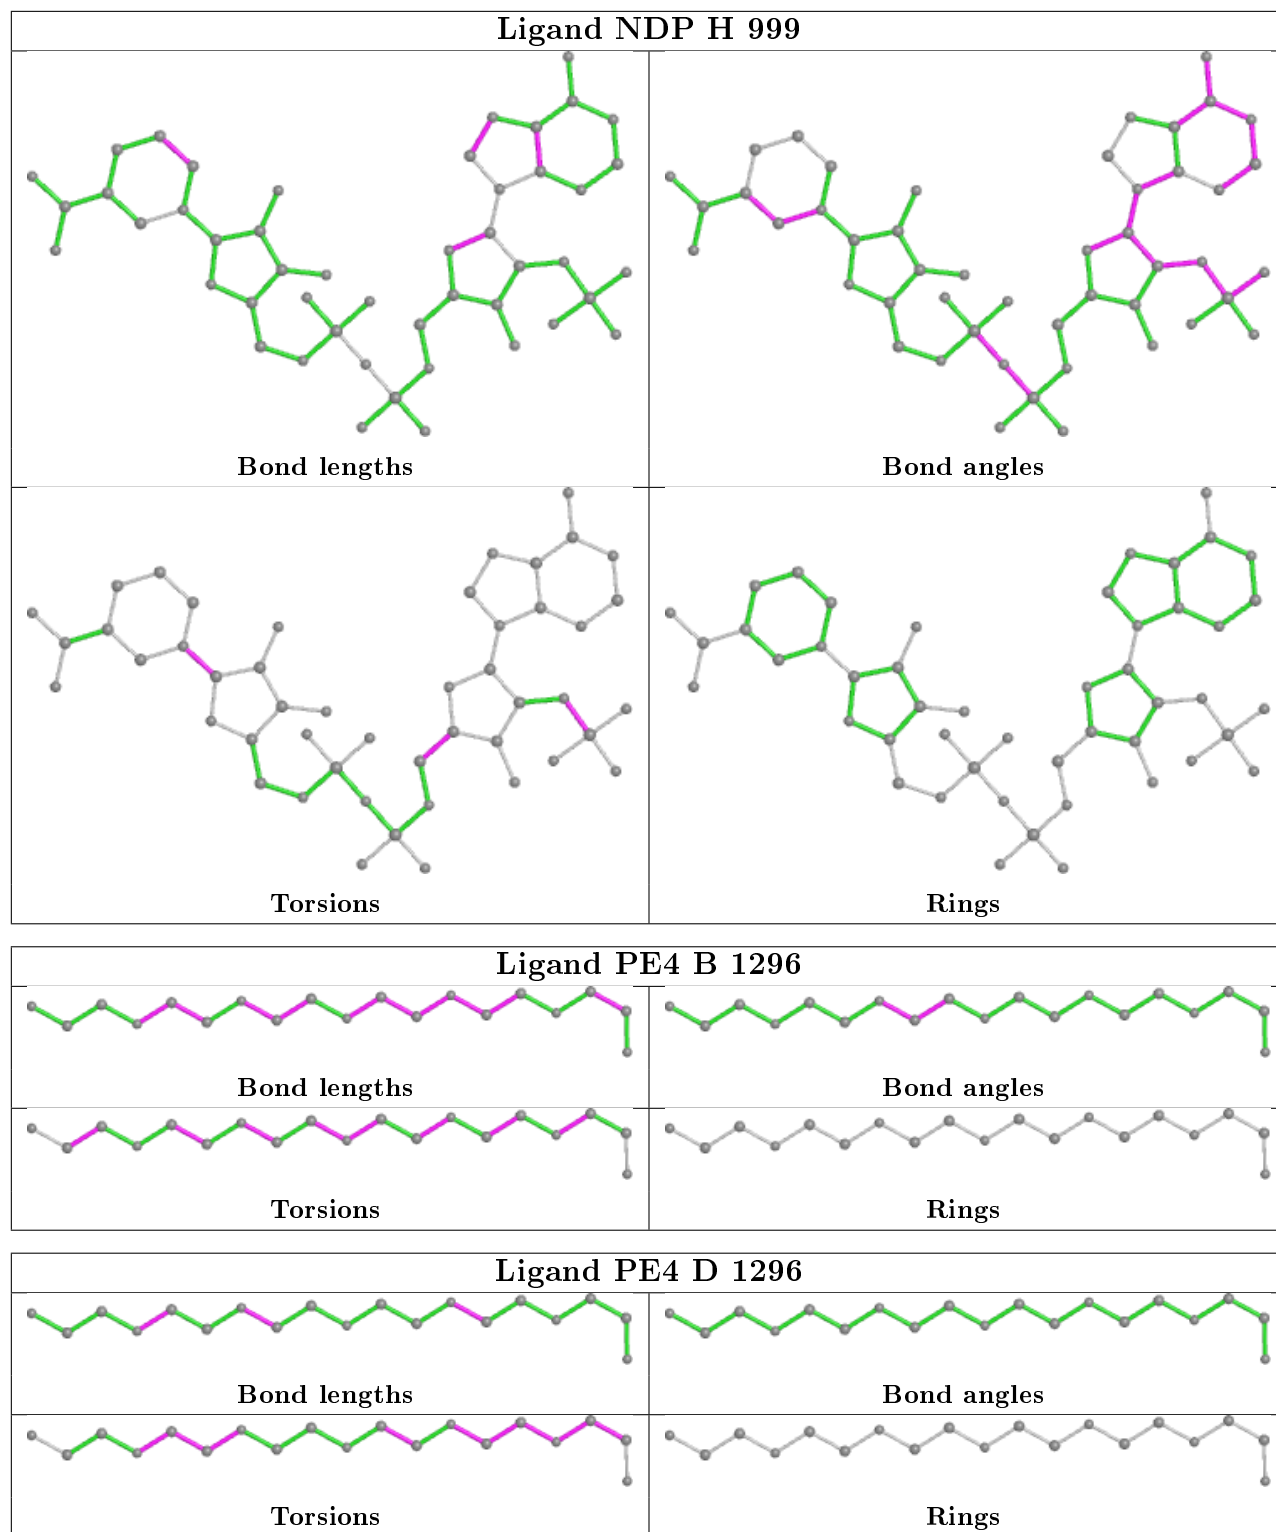 Ligand NDP H 999
Bond lengths
Bond angles
Torsions
Rings
Ligand PE4 B 1296
Bond lengths
Bond angles
Torsions
Rings
Ligand PE4 D 1296
Bond lengths
Bond angles
Torsions
Rings